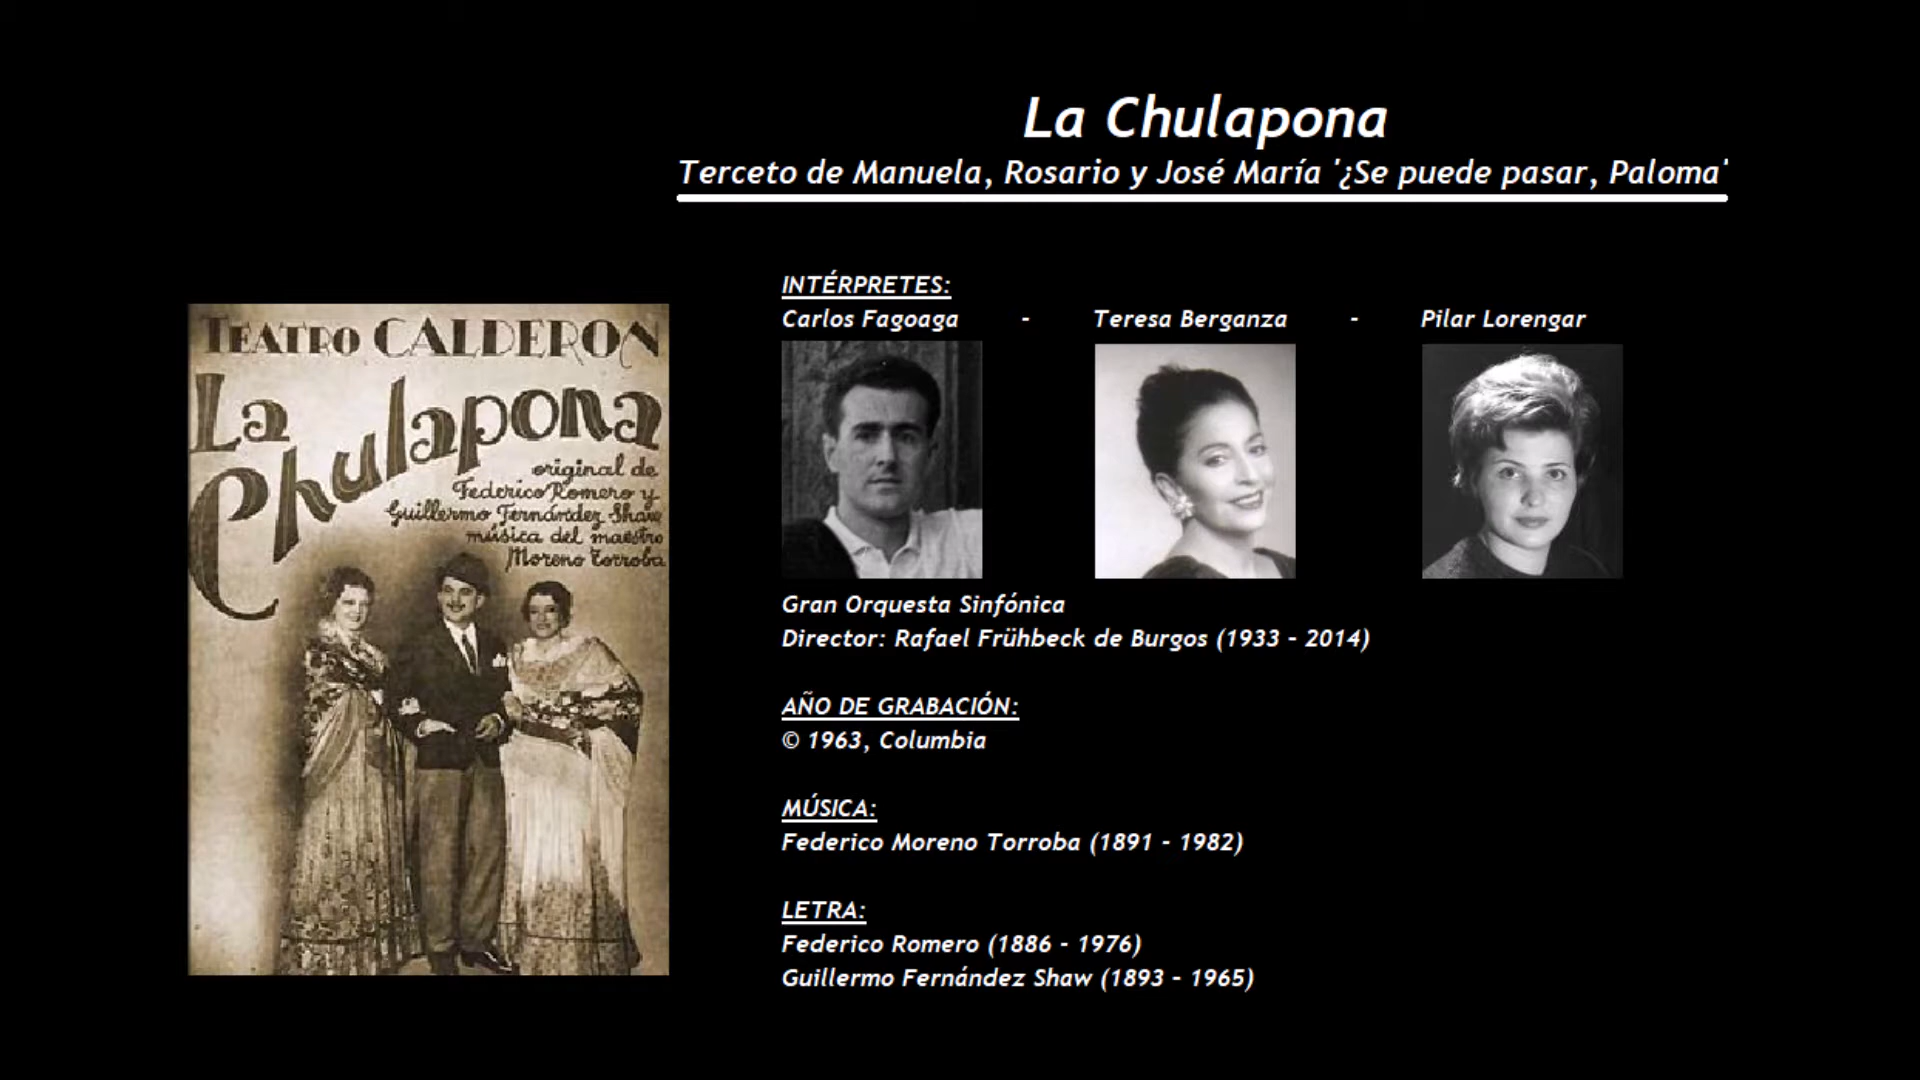 La Chulapona
Terceto de Manuela, Rosario y José María '¿Se puede pasar, Paloma'
INTÉRPRETES:
Carlos Fagoaga - Teresa Berganza - Pilar Lorengar
Gran Orquesta Sinfónica
Director: Rafael Frühbeck de Burgos (1933 - 2014)
AÑO DE GRABACIÓN:
© 1963, Columbia
MÚSICA:
Federico Moreno Torroba (1891 - 1982)
LETRA:
Federico Romero (1886 - 1976)
Guillermo Fernández Shaw (1893 - 1965)
TEATRO CALDERON
La
Chulapona
original de
Federico Romero y
Guillermo Fernández Shaw
música del maestro
Moreno Torroba